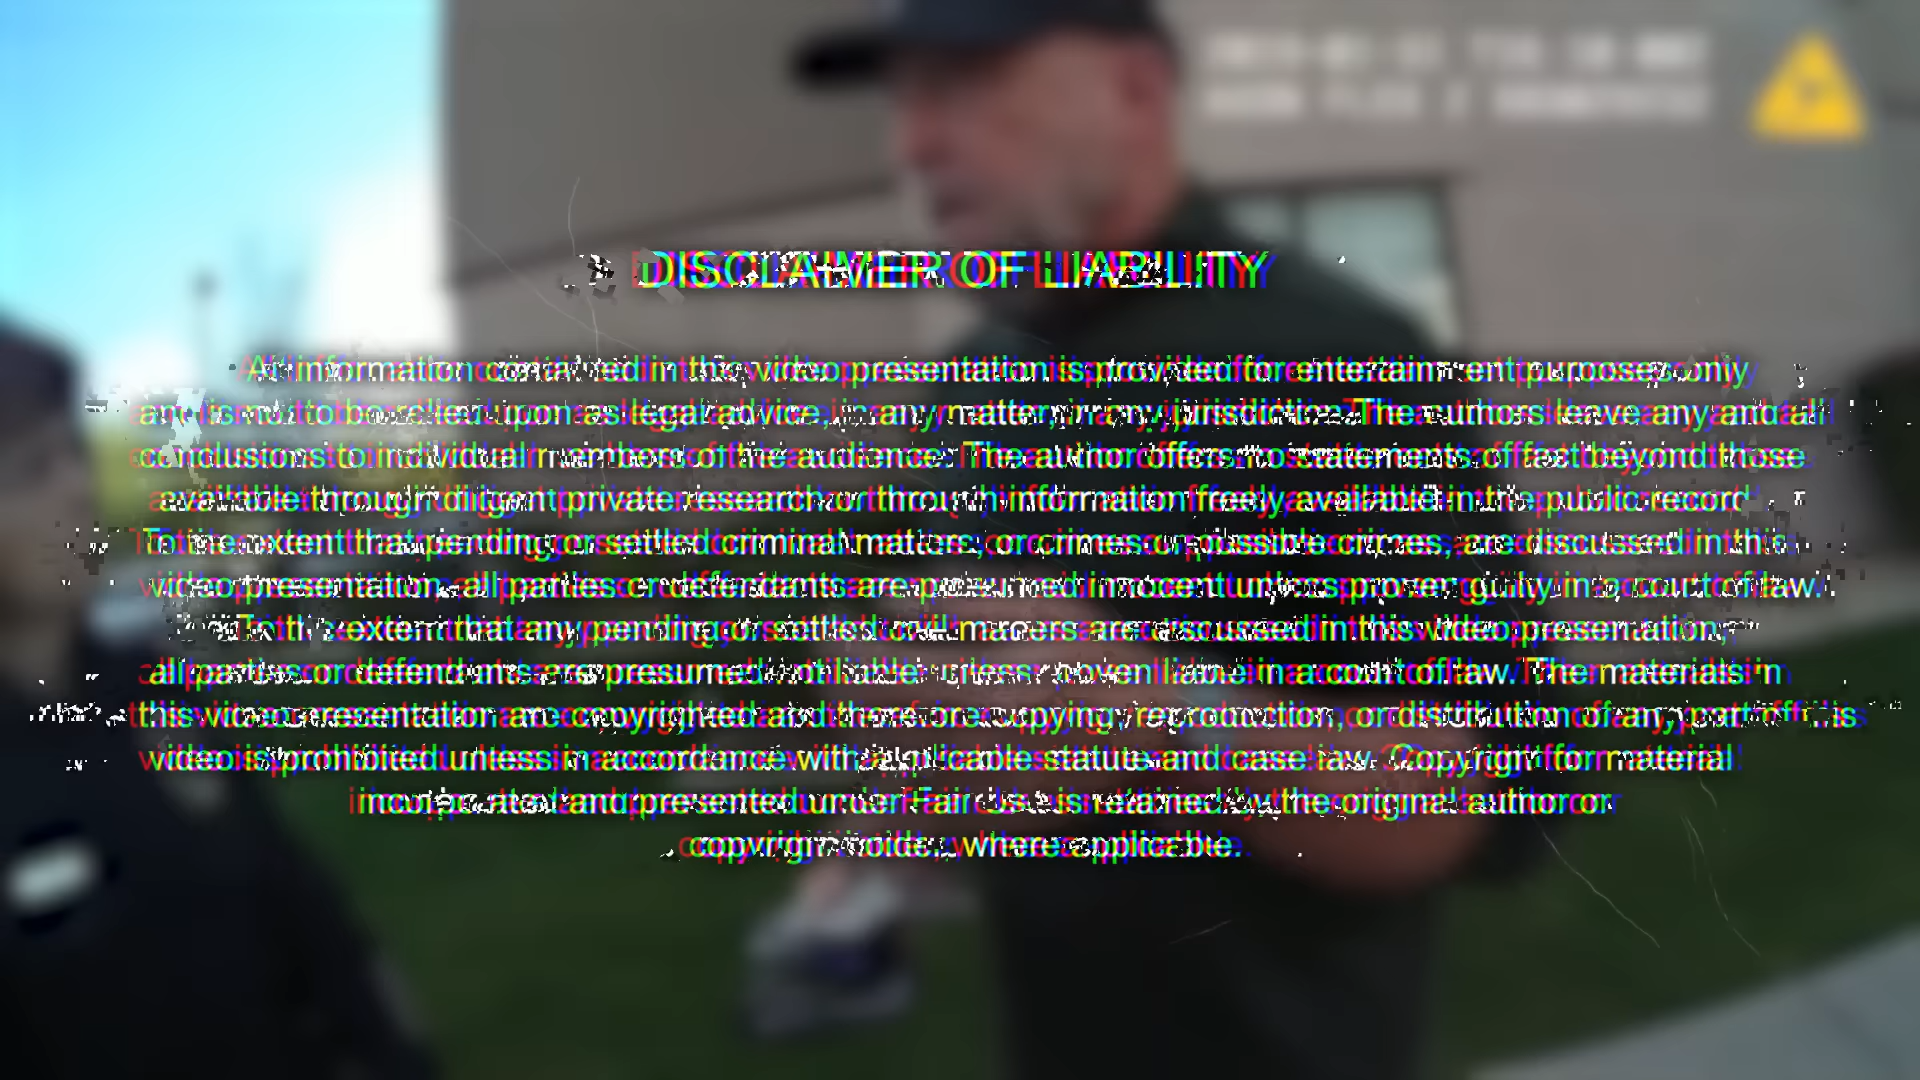 DISCLAIMER OF LIABILITY
All information contained in this video presentation is provided for entertainment purposes only
and is not to be relied upon as legal advice, in any matter, in any jurisdiction. The authors leave any and all
conclusions to individual members of the audience. The author offers no statements of fact beyond those
available through diligent private research or through information freely available in the public record
To the extent that pending or settled criminal matters, or crimes or possible crimes, are discussed in this
video presentation, all parties or defendants are presumed innocent unless proven guilty in a court of law.
To the extent that any pending or settled civil matters are discussed in this video presentation,
all parties or defendants are presumed not liable unless proven liable in a court of law. The materials in
this video presentation are copyrighted and therefore copying, reproduction, or distribution of any part of this
video is prohibited unless in accordance with applicable statute and case law. Copyright for material
incorporated and presented under Fair Use is retained by the original author or
copyright holder, where applicable.